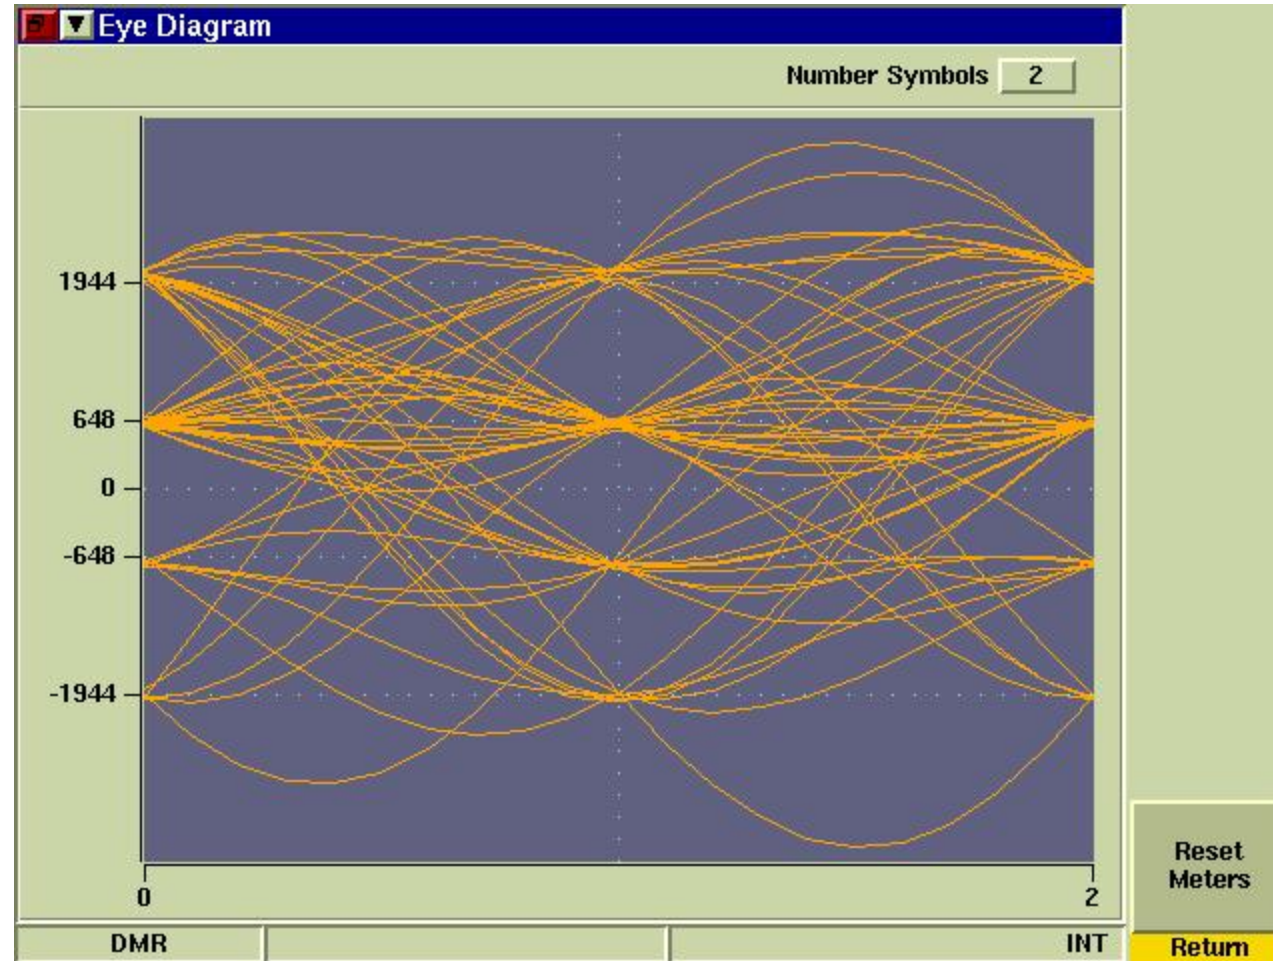 Eye Diagram
Number Symbols 2
1944
648
0
-648
-1944
0 2
Reset
Meters
DMR INT Return